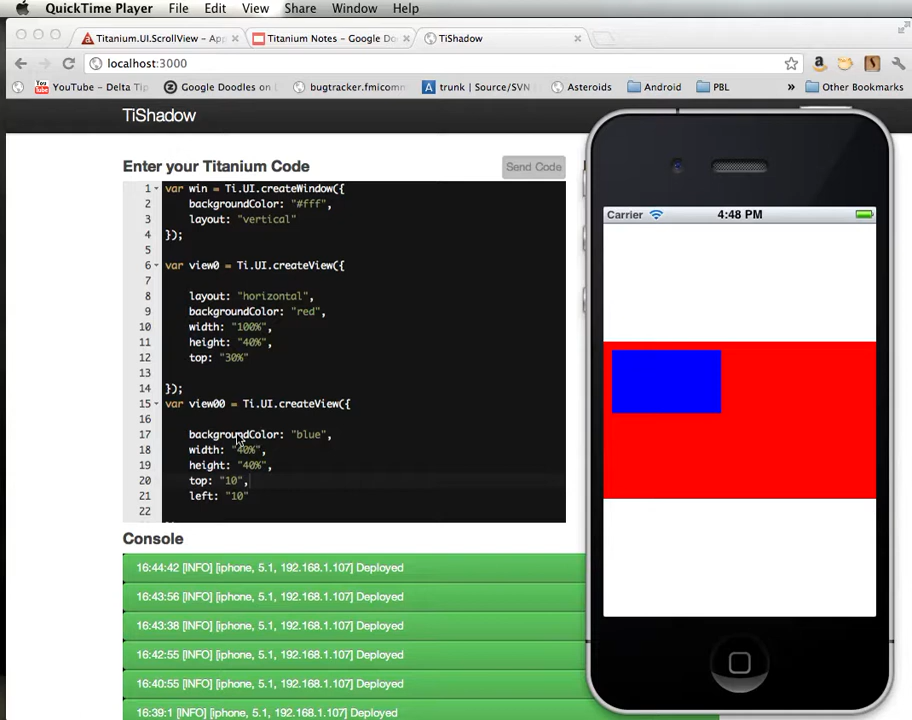 QuickTime Player File Edit View Share Window Help
Titanium.UI.ScrollView – App
Titanium Notes – Google Do
TiShadow
localhost:3000
YouTube – Delta Tip
Google Doodles on
bugtracker.fmicomm
trunk | Source/SVN
Asteroids
Android
PBL
»
Other Bookmarks
TiShadow
Enter your Titanium Code
Send Code
1 var win = Ti.UI.createWindow({
2 backgroundColor: "#fff",
3 layout: "vertical"
4 });
5
6 var view0 = Ti.UI.createView({
7
8 layout: "horizontal",
9 backgroundColor: "red",
10 width: "100%",
11 height: "40%",
12 top: "30%"
13
14 });
15 var view00 = Ti.UI.createView({
16
17 backgroundColor: "blue",
18 width: "40%",
19 height: "40%",
20 top: "10",
21 left: "10"
22
Console
16:44:42 [INFO] [iphone, 5.1, 192.168.1.107] Deployed
16:43:56 [INFO] [iphone, 5.1, 192.168.1.107] Deployed
16:43:38 [INFO] [iphone, 5.1, 192.168.1.107] Deployed
16:42:55 [INFO] [iphone, 5.1, 192.168.1.107] Deployed
16:40:55 [INFO] [iphone, 5.1, 192.168.1.107] Deployed
16:39:1 [INFO] [iphone, 5.1, 192.168.1.107] Deployed
Carrier 4:48 PM